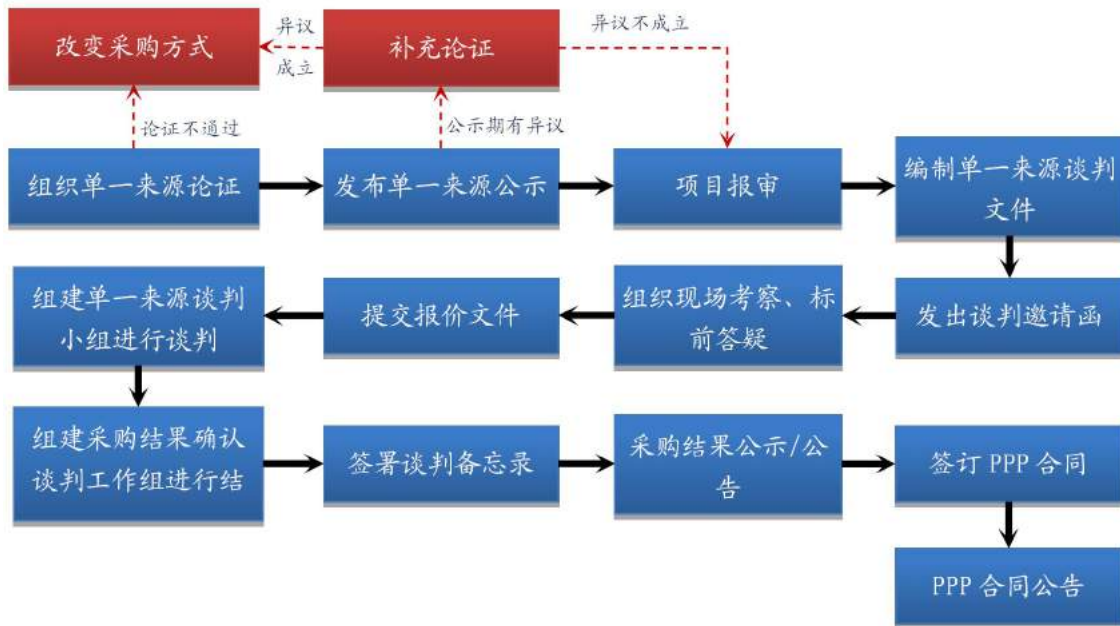 改变采购方式
异议
成立
补充论证
异议不成立
论证不通过
公示期有异议
组织单一来源论证
发布单一来源公示
项目报审
编制单一来源谈判
文件
组建单一来源谈判
小组进行谈判
提交报价文件
组织现场考察、标
前答疑
发出谈判邀请函
组建采购结果确认
谈判工作组进行结
签署谈判备忘录
采购结果公示/公
告
签订 PPP 合同
PPP 合同公告